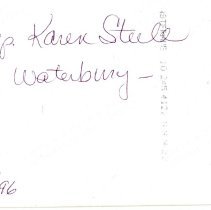 p. Karen Steele
Waterbury -
96